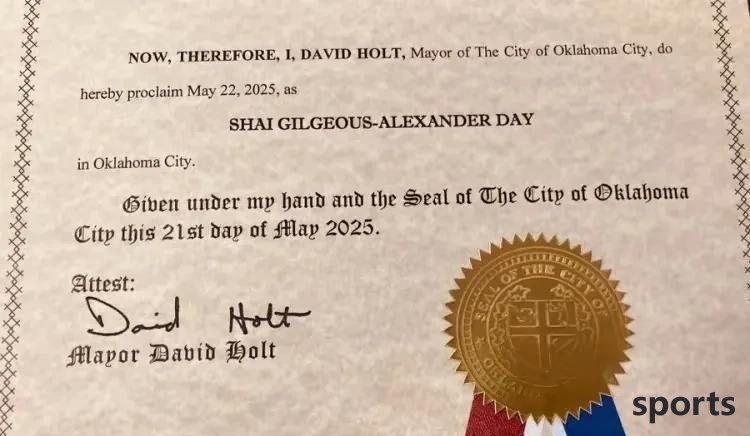 NOW, THEREFORE, I, DAVID HOLT, Mayor of The City of Oklahoma City, do
hereby proclaim May 22, 2025, as
SHAI GILGEOUS-ALEXANDER DAY
in Oklahoma City.
Given under my hand and the Seal of The City of Oklahoma
City this 21st day of May 2025.
Attest:
David Holt
Mayor David Holt
SEAL OF THE CITY OF
sports